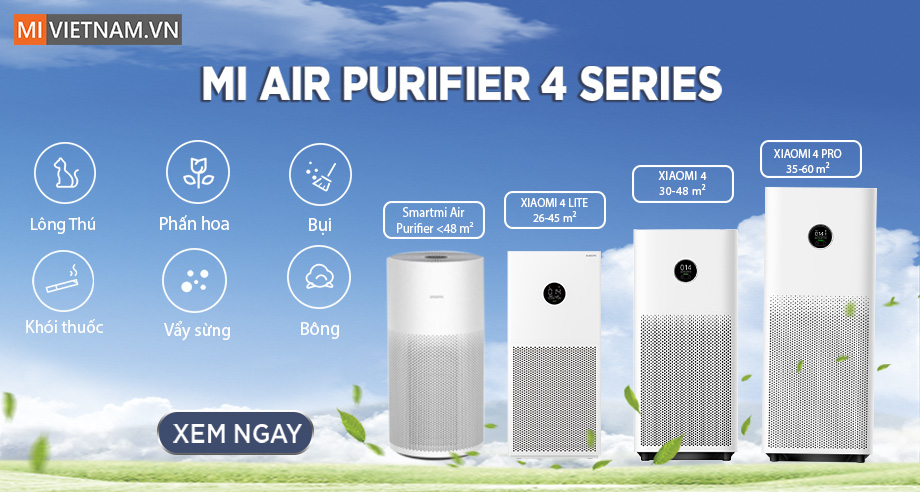 MI VIETNAM.VN
MI AIR PURIFIER 4 SERIES
Lông Thú
Phấn hoa
Bụi
Khói thuốc
Vẩy sừng
Bông
Smartmi Air
Purifier <48 m²
XIAOMI 4 LITE
26-45 m²
XIAOMI 4
30-48 m²
XIAOMI 4 PRO
35-60 m²
XEM NGAY